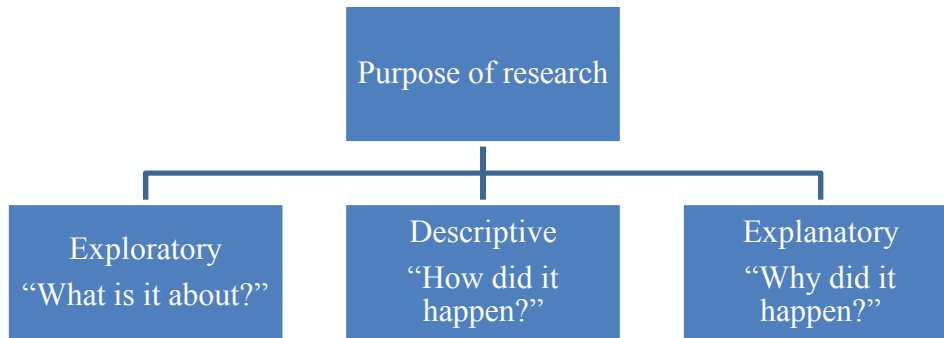 Purpose of research
Exploratory
“What is it about?”
Descriptive
“How did it
happen?”
Explanatory
“Why did it
happen?”